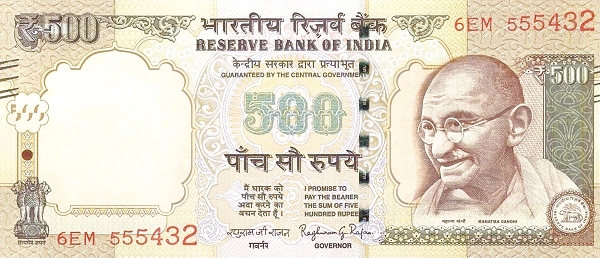 ₹500
भारतीय रिज़र्व बैंक
RESERVE BANK OF INDIA
6EM 555432
केन्द्रीय सरकार द्वारा प्रत्याभूत
GUARANTEED BY THE CENTRAL GOVERNMENT
₹500
500
पाँच सौ रुपये
मैं धारक को
पाँच सौ रुपये
अदा करने का
वचन देता हूँ।
I PROMISE TO
PAY THE BEARER
THE SUM OF FIVE
HUNDRED RUPEES
रघुराम जी राजन
Raghuram G. Rajan
गवर्नर
GOVERNOR
महात्मा गांधी
MAHATMA GANDHI
सत्यमेव जयते
6EM 555432